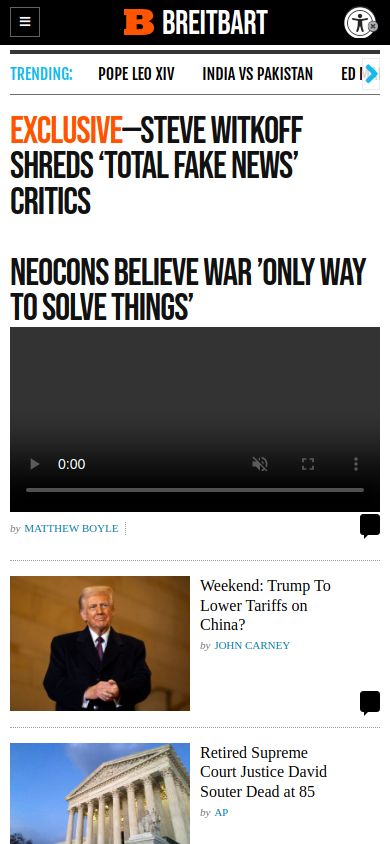 BREITBART
TRENDING:
POPE LEO XIV
INDIA VS PAKISTAN
ED
EXCLUSIVE—STEVE WITKOFF
SHREDS ‘TOTAL FAKE NEWS’
CRITICS
NEOCONS BELIEVE WAR ’ONLY WAY
TO SOLVE THINGS’
0:00
by MATTHEW BOYLE
Weekend: Trump To
Lower Tariffs on
China?
by JOHN CARNEY
Retired Supreme
Court Justice David
Souter Dead at 85
by AP